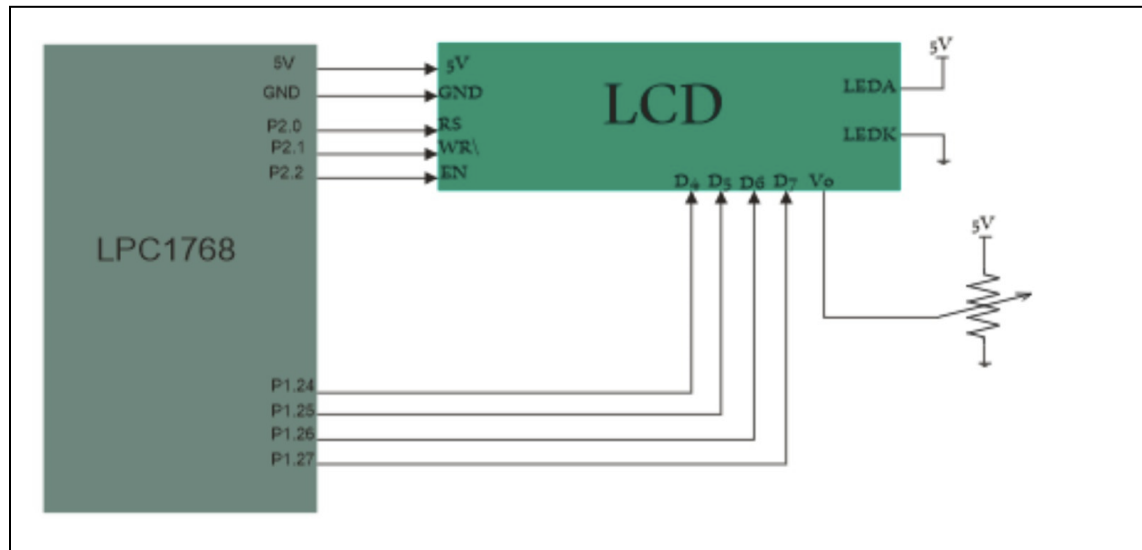 5V
GND
P2.0
P2.1
P2.2
LPC1768
P1.24
P1.25
P1.26
P1.27
5V
GND
RS
WR\
EN
LCD
LEDA
LEDK
D4 D5 D6 D7 Vo
5V
5V